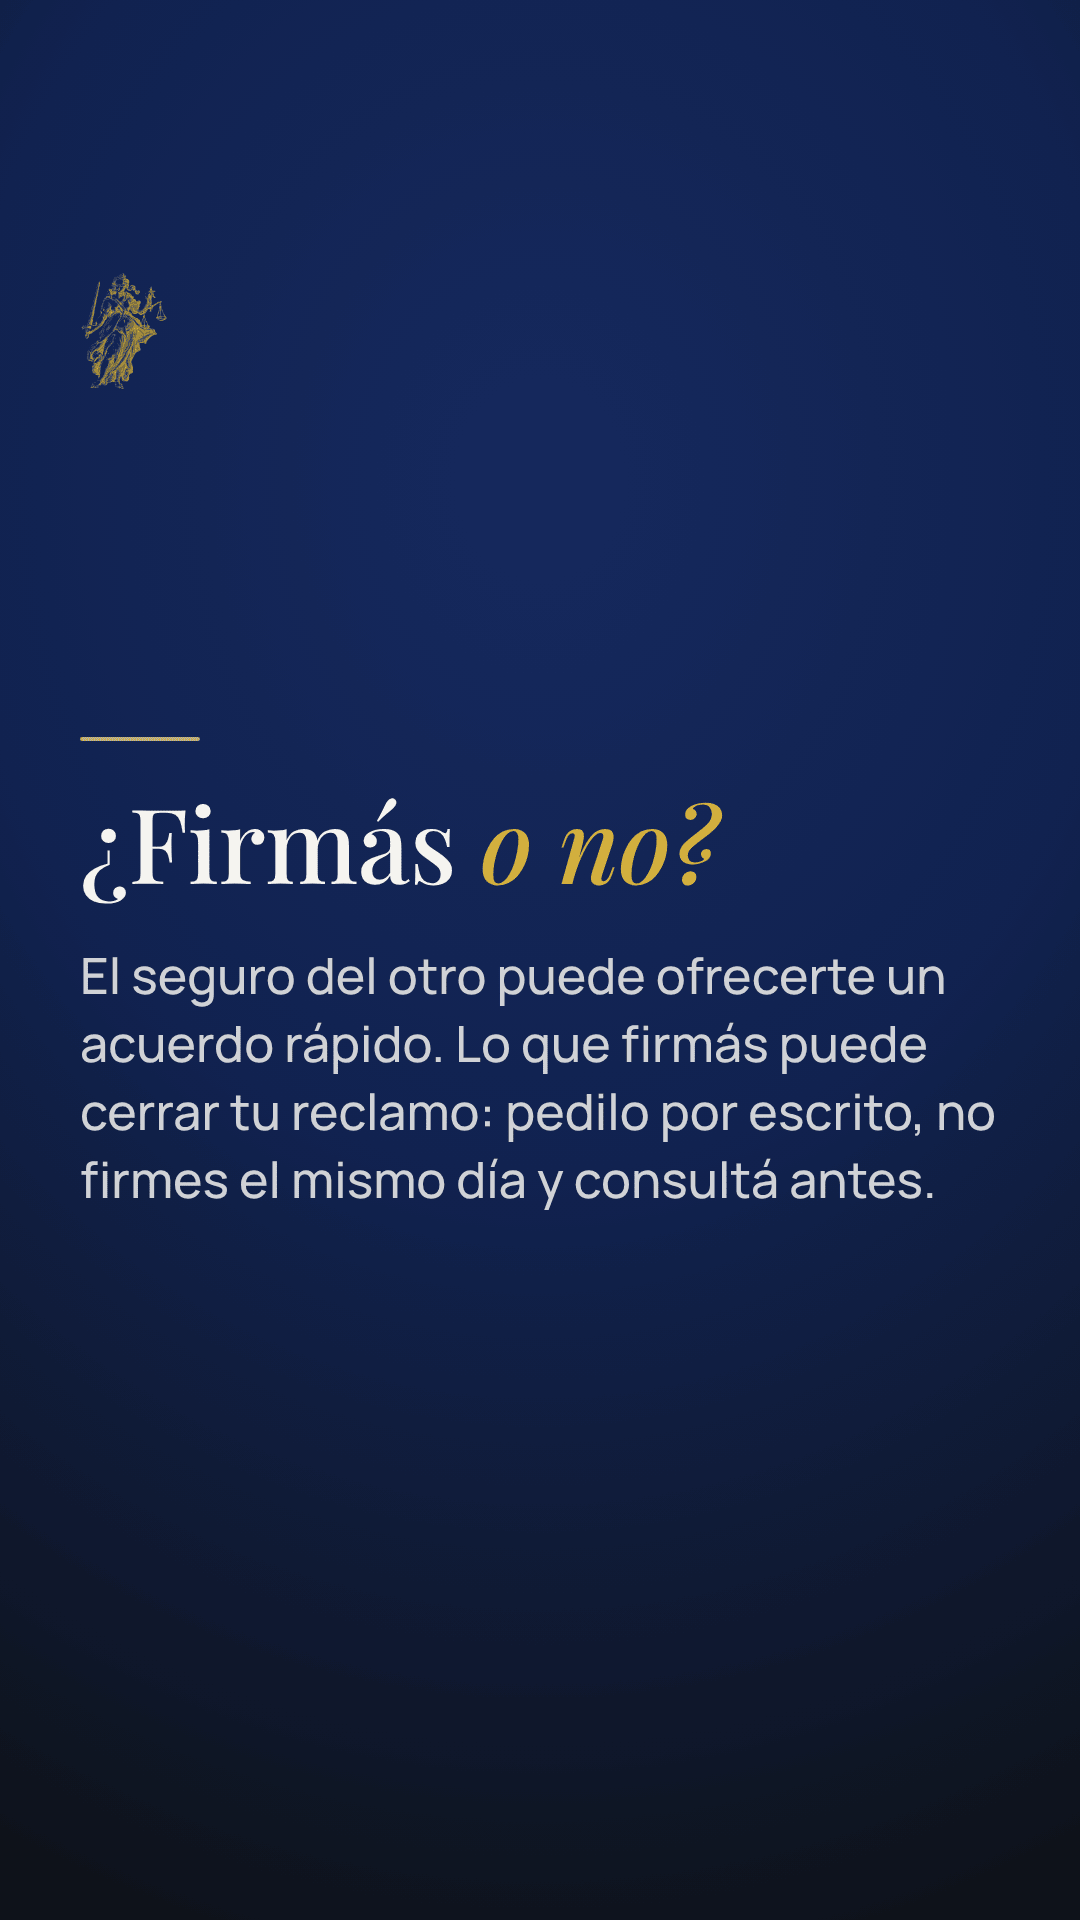 ¿Firmás o no?
El seguro del otro puede ofrecerte un
acuerdo rápido. Lo que firmás puede
cerrar tu reclamo: pedilo por escrito, no
firmes el mismo día y consultá antes.